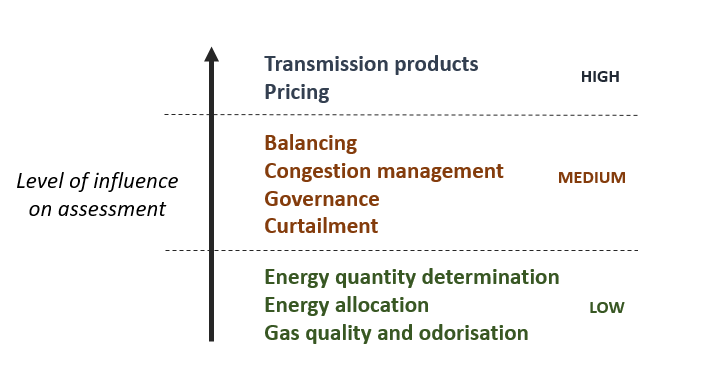 Transmission products
Pricing
HIGH
Level of influence
on assessment
Balancing
Congestion management
Governance
Curtailment
MEDIUM
Energy quantity determination
Energy allocation
Gas quality and odorisation
LOW